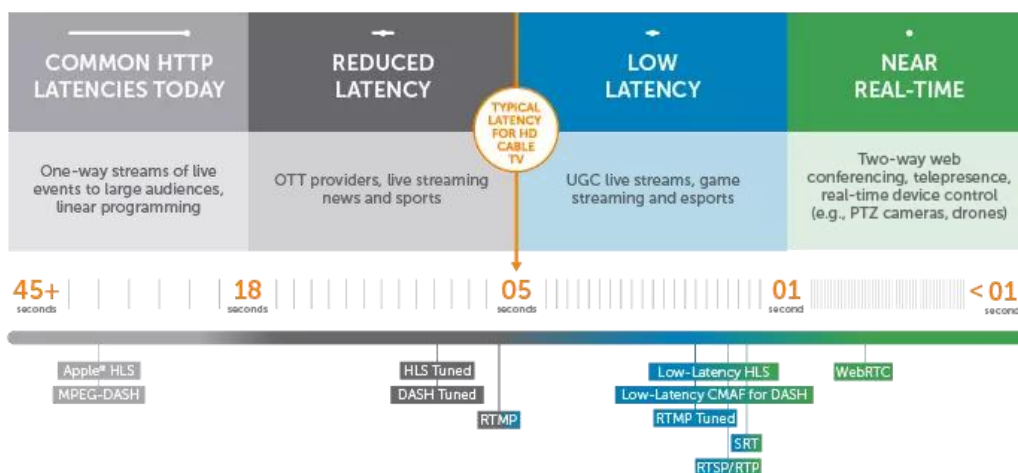 COMMON HTTP
LATENCIES TODAY
REDUCED
LATENCY
TYPICAL
LATENCY
FOR HD
CABLE
TV
LOW
LATENCY
NEAR
REAL-TIME
One-way streams of live
events to large audiences,
linear programming
OTT providers, live streaming
news and sports
UGC live streams, game
streaming and esports
Two-way web
conferencing, telepresence,
real-time device control
(e.g., PTZ cameras, drones)
45+
seconds
18
seconds
05
seconds
01
second
< 01
second
Apple® HLS
MPEG-DASH
HLS Tuned
DASH Tuned
RTMP
Low-Latency HLS
Low-Latency CMAF for DASH
RTMP Tuned
SRT
RTSP/RTP
WebRTC